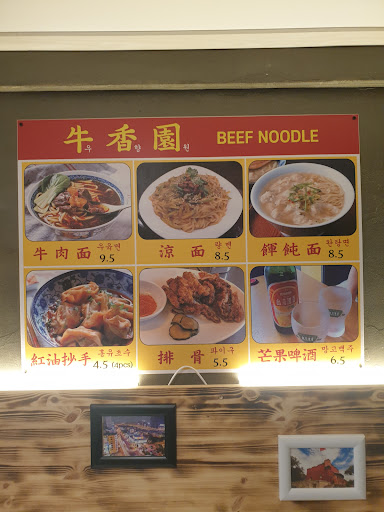 牛香園 BEEF NOODLE
우 향 원
牛肉面 우육면 9.5
涼面 량면 8.5
餛飩面 완탕면 8.5
紅油抄手 홍유초수 4.5 (4pcs)
排骨 파이구 5.5
芒果啤酒 망고맥주 6.5